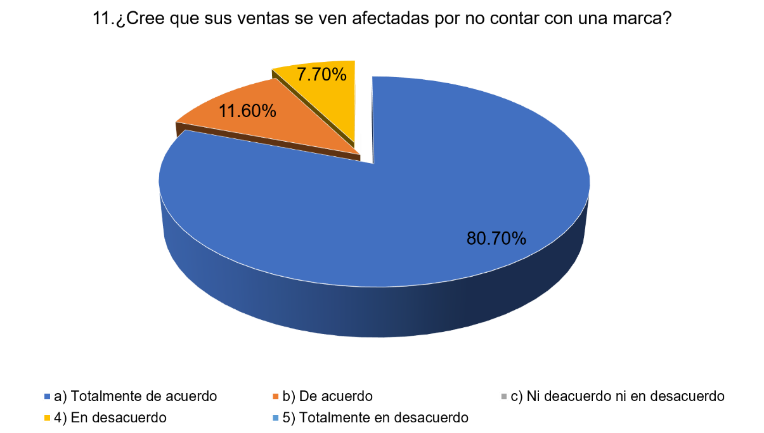 11.¿Cree que sus ventas se ven afectadas por no contar con una marca?
7.70%
11.60%
80.70%
a) Totalmente de acuerdo
b) De acuerdo
c) Ni deacuerdo ni en desacuerdo
4) En desacuerdo
5) Totalmente en desacuerdo